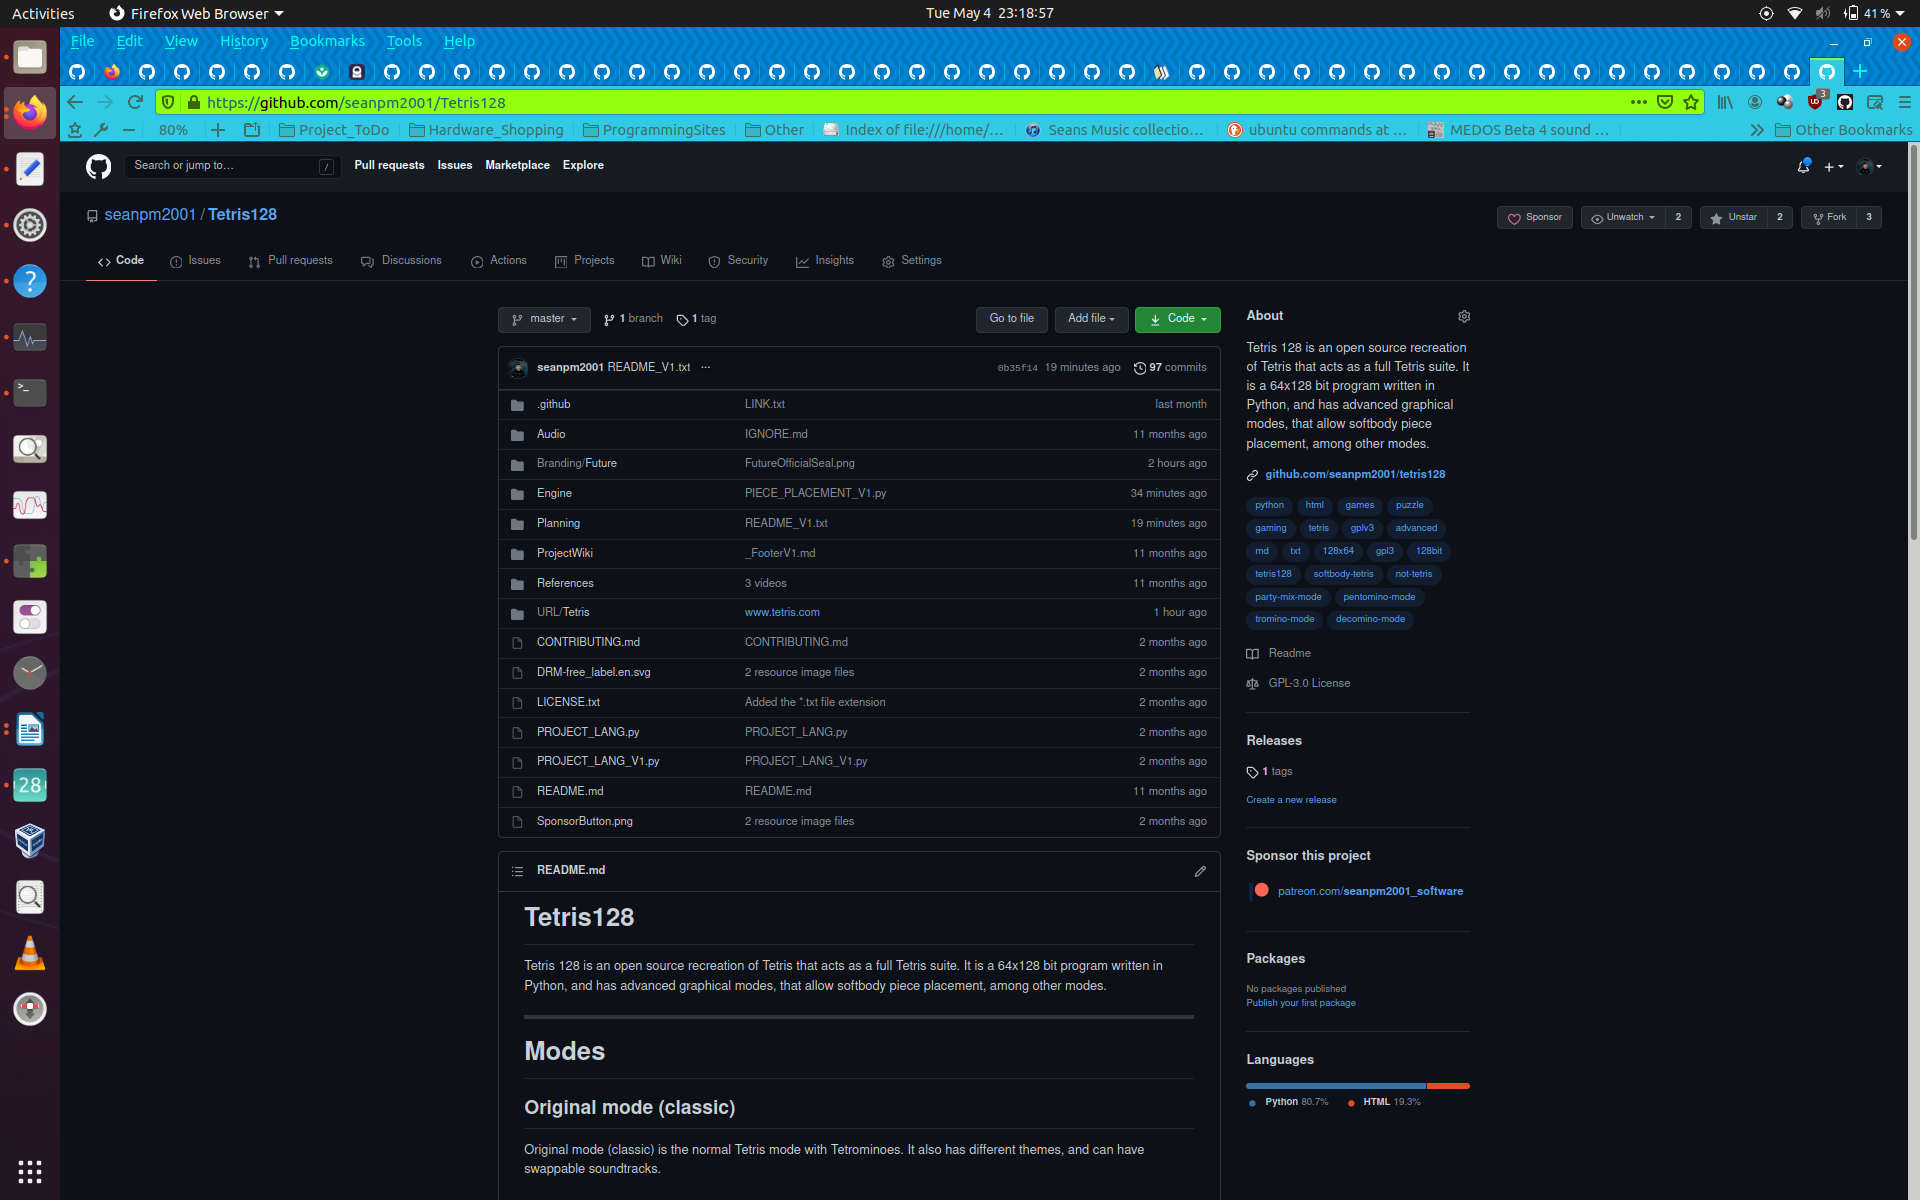 Activities Firefox Web Browser Tue May 4 23:18:57 41 %
File Edit View History Bookmarks Tools Help
https://github.com/seanpm2001/Tetris128 3
80% Project_ToDo Hardware_Shopping ProgrammingSites Other Index of file:///home/... Seans Music collectio... ubuntu commands at ... MEDOS Beta 4 sound ... Other Bookmarks
Search or jump to... / Pull requests Issues Marketplace Explore
seanpm2001 / Tetris128 Sponsor Unwatch 2 Unstar 2 Fork 3
Code Issues Pull requests Discussions Actions Projects Wiki Security Insights Settings
master 1 branch 1 tag Go to file Add file Code
seanpm2001 README_V1.txt ... 0b35f14 19 minutes ago 97 commits
.github LINK.txt last month
Audio IGNORE.md 11 months ago
Branding/Future FutureOfficialSeal.png 2 hours ago
Engine PIECE_PLACEMENT_V1.py 34 minutes ago
Planning README_V1.txt 19 minutes ago
ProjectWiki _FooterV1.md 11 months ago
References 3 videos 11 months ago
URL/Tetris www.tetris.com 1 hour ago
CONTRIBUTING.md CONTRIBUTING.md 2 months ago
DRM-free_label.en.svg 2 resource image files 2 months ago
LICENSE.txt Added the *.txt file extension 2 months ago
PROJECT_LANG.py PROJECT_LANG.py 2 months ago
PROJECT_LANG_V1.py PROJECT_LANG_V1.py 2 months ago
README.md README.md 11 months ago
SponsorButton.png 2 resource image files 2 months ago
README.md
Tetris128
Tetris 128 is an open source recreation of Tetris that acts as a full Tetris suite. It is a 64x128 bit program written in
Python, and has advanced graphical modes, that allow softbody piece placement, among other modes.
Modes
Original mode (classic)
Original mode (classic) is the normal Tetris mode with Tetrominoes. It also has different themes, and can have
swappable soundtracks.
About
Tetris 128 is an open source recreation
of Tetris that acts as a full Tetris suite. It
is a 64x128 bit program written in
Python, and has advanced graphical
modes, that allow softbody piece
placement, among other modes.
github.com/seanpm2001/tetris128
python html games puzzle
gaming tetris gplv3 advanced
md txt 128x64 gpl3 128bit
tetris128 softbody-tetris not-tetris
party-mix-mode pentomino-mode
tromino-mode decomino-mode
Readme
GPL-3.0 License
Releases
1 tags
Create a new release
Sponsor this project
patreon.com/seanpm2001_software
Packages
No packages published
Publish your first package
Languages
Python 80.7% HTML 19.3%
28